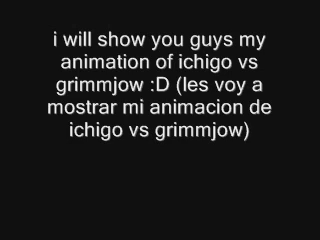 i will show you guys my
animation of ichigo vs
grimmjow :D (les voy a
mostrar mi animacion de
ichigo vs grimmjow)